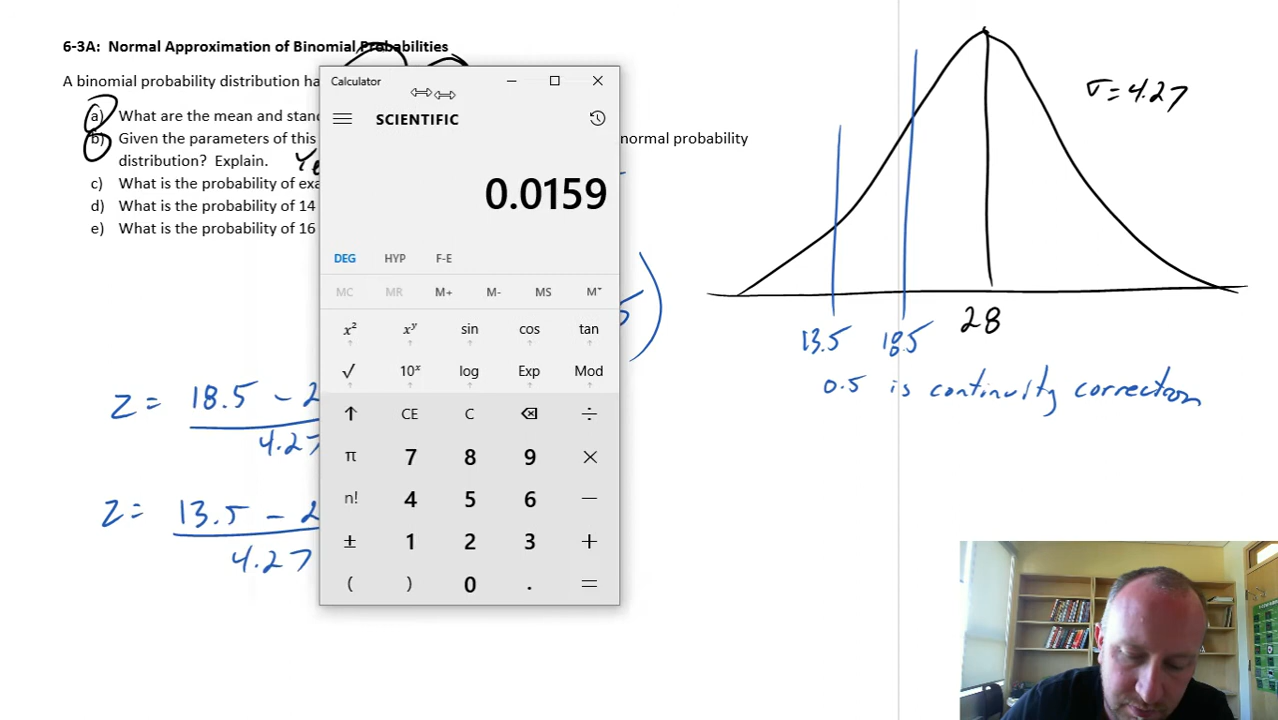 6-3A: Normal Approximation of Binomial Probabilities
A binomial probability distribution ha
a) What are the mean and stand
b) Given the parameters of this normal probability
distribution? Explain. Ye
c) What is the probability of exa
d) What is the probability of 14
e) What is the probability of 16
Calculator
SCIENTIFIC
0.0159
DEG HYP F-E
MC MR M+ M- MS M˅
x² xʸ sin cos tan
√ 10ˣ log Exp Mod
↑ CE C ⌫ ÷
π 7 8 9 ×
n! 4 5 6 −
± 1 2 3 +
( ) 0 . =
5)
z = 18.5 - 2
4.27
z = 13.5 - 2
4.27
σ = 4.27
13.5 18.5 28
0.5 is continuity correction